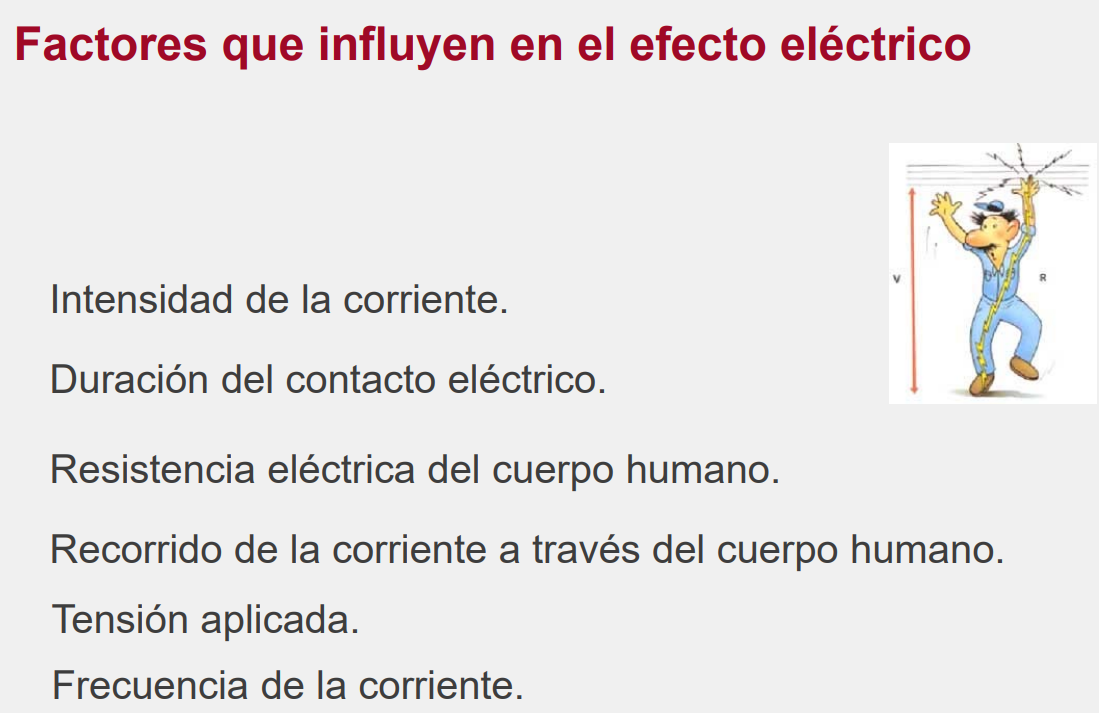 Factores que influyen en el efecto eléctrico
V
R
Intensidad de la corriente.
Duración del contacto eléctrico.
Resistencia eléctrica del cuerpo humano.
Recorrido de la corriente a través del cuerpo humano.
Tensión aplicada.
Frecuencia de la corriente.